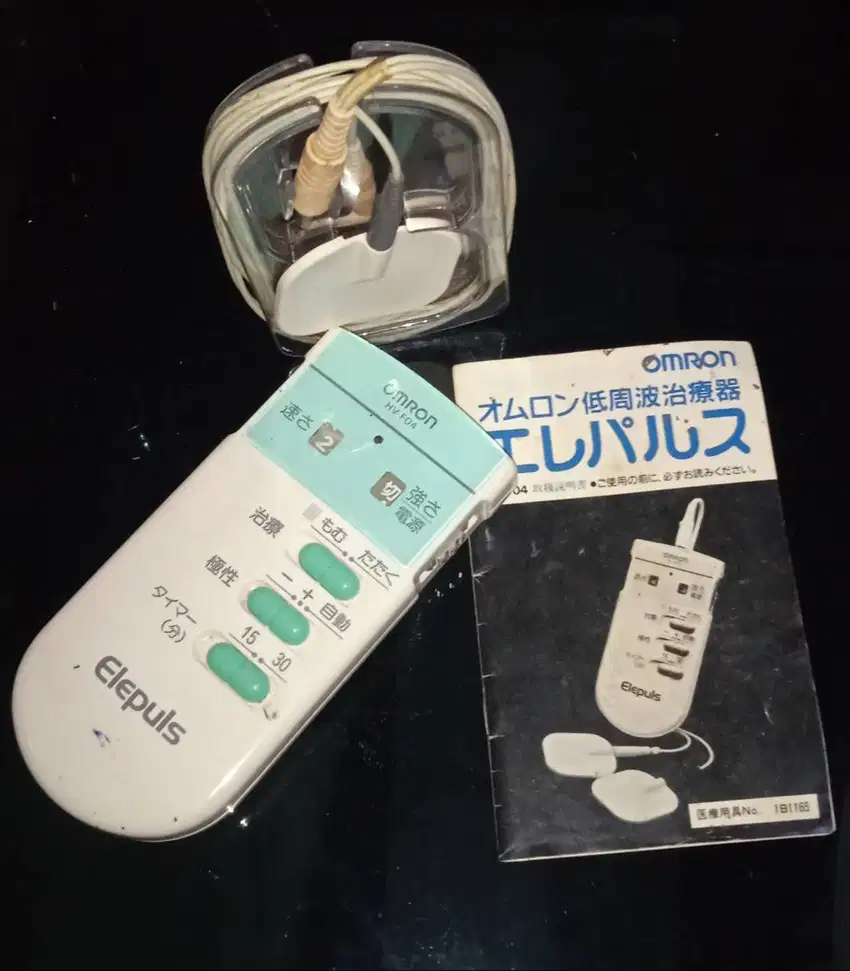 OMRON
HV-F04
速さ
2
切
強さ
電源
治療
もむ
たたく
極性
− + 自動
タイマー
(分)
15 30
Elepuls
OMRON
オムロン低周波治療器
エレパルス
04 取扱説明書 ●ご使用の前に、必ずお読みください。
OMRON
Elepuls
医療用具No. 1B1165